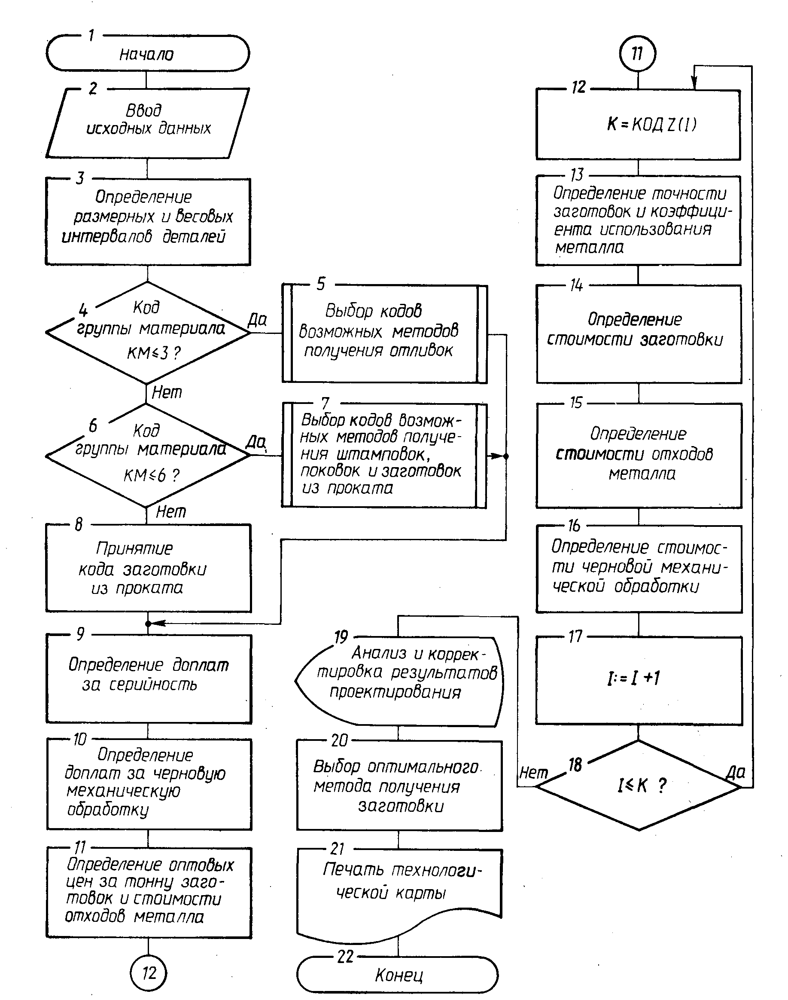 1
Начало
2
Ввод
исходных данных
3
Определение
размерных и весовых
интервалов деталей
4
Код
группы материала
КМ≤3 ?
Да
Нет
5
Выбор кодов
возможных методов
получения отливок
6
Код
группы материала
КМ≤6 ?
Да
Нет
7
Выбор кодов возмож-
ных методов получе-
ния штамповок,
поковок и заготовок
из проката
8
Принятие
кода заготовки
из проката
9
Определение доплат
за серийность
10
Определение
доплат за черновую
механическую
обработку
11
Определение оптовых
цен за тонну заго-
товок и стоимости
отходов металла
12
11
12
К = КОД Z(I)
13
Определение точности
заготовок и коэффици-
ента использования
металла
14
Определение
стоимости заготовки
15
Определение
стоимости отходов
металла
16
Определение стоимос-
ти черновой механи-
ческой обработки
17
I:= I +1
18
I≤K ?
Нет
Да
19
Анализ и коррек-
тировка результатов
проектирования
20
Выбор оптимального
метода получения
заготовки
21
Печать технологи-
ческой карты
22
Конец